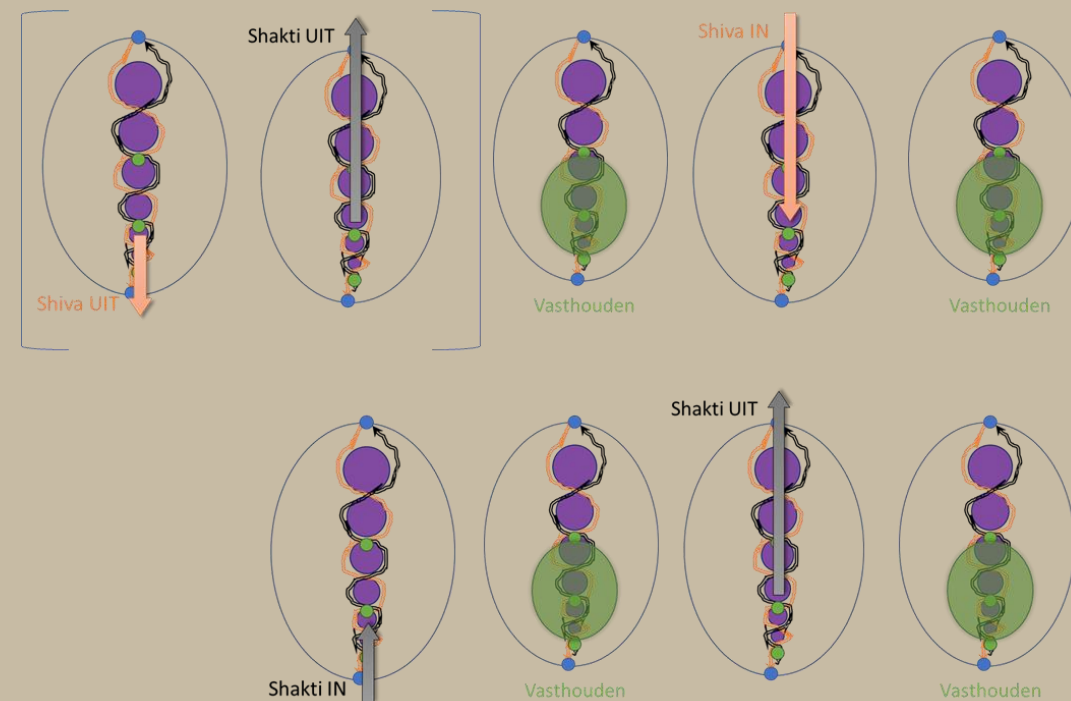 Shakti UIT
Shiva IN
Shiva UIT
Vasthouden
Vasthouden
Shakti UIT
Shakti IN
Vasthouden
Vasthouden